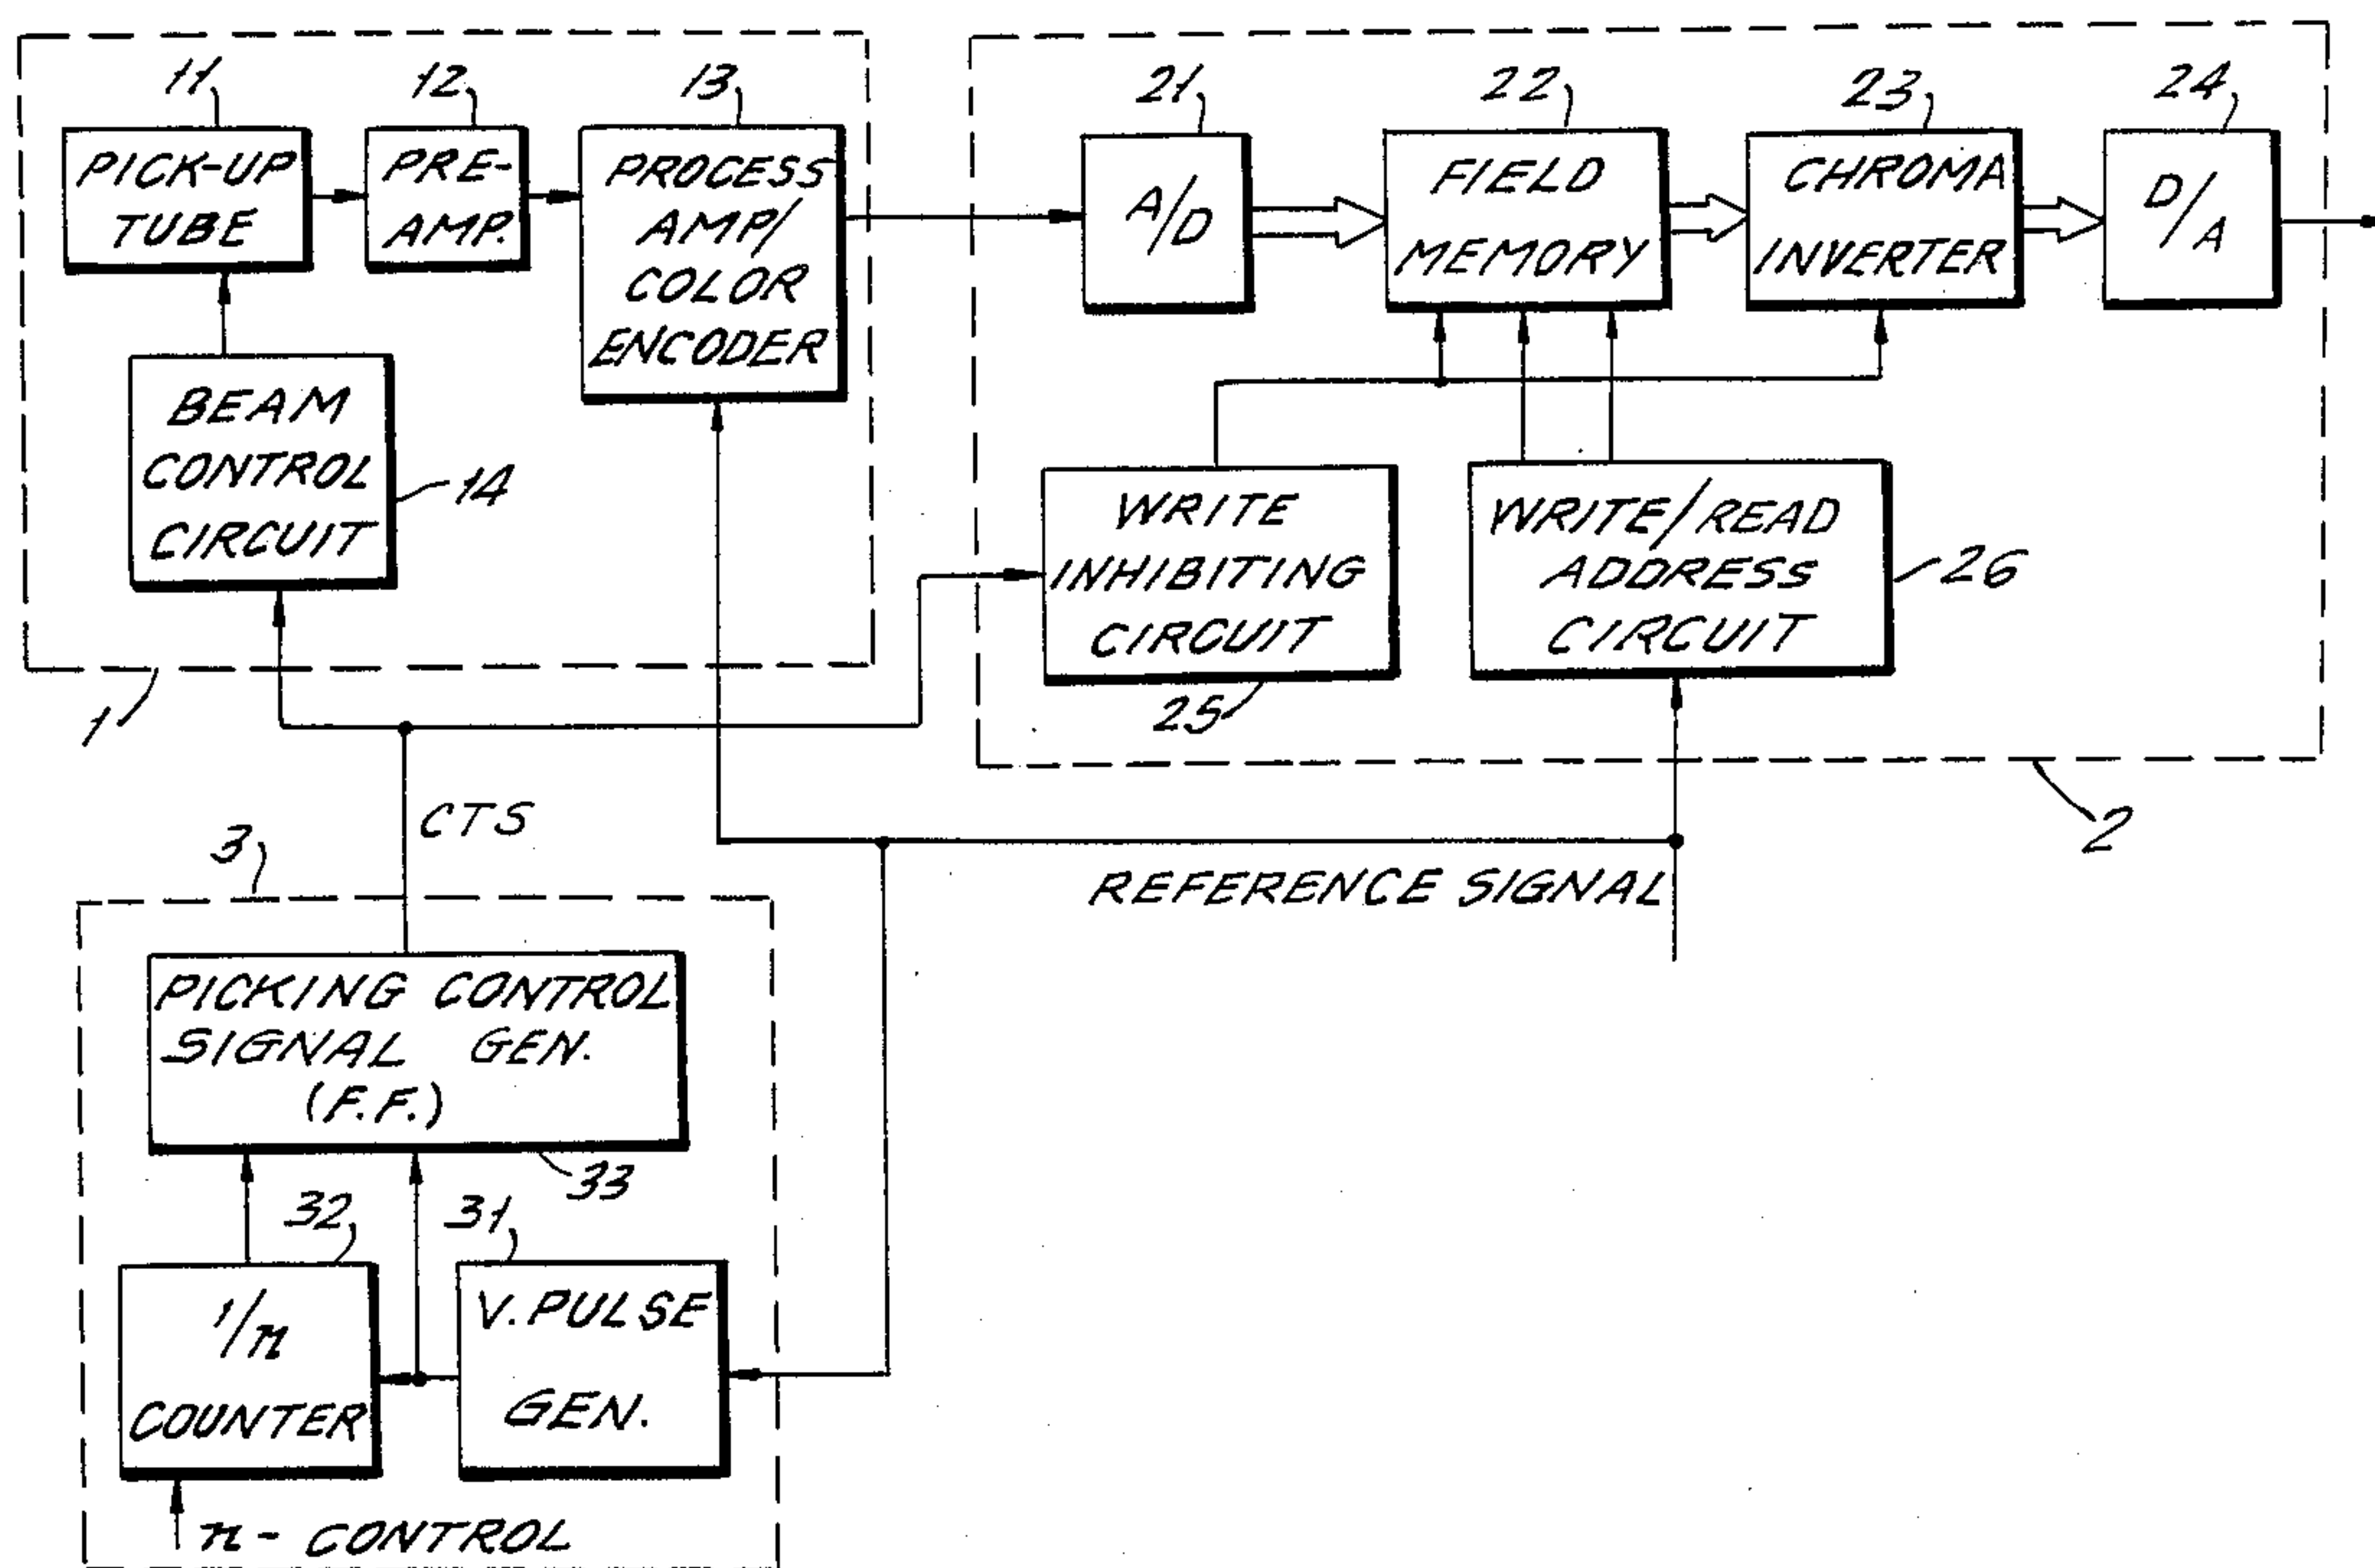 11
PICK-UP
TUBE
12
PRE-
AMP.
13
PROCESS
AMP/
COLOR
ENCODER
BEAM
CONTROL
CIRCUIT
14
1
21
A/D
22
FIELD
MEMORY
23
CHROMA
INVERTER
24
D/A
WRITE
INHIBITING
CIRCUIT
25
WRITE/READ
ADDRESS
CIRCUIT
26
2
CTS
REFERENCE SIGNAL
3
PICKING CONTROL
SIGNAL GEN.
(F.F.)
33
32
1/n
COUNTER
31
V. PULSE
GEN.
n - CONTROL